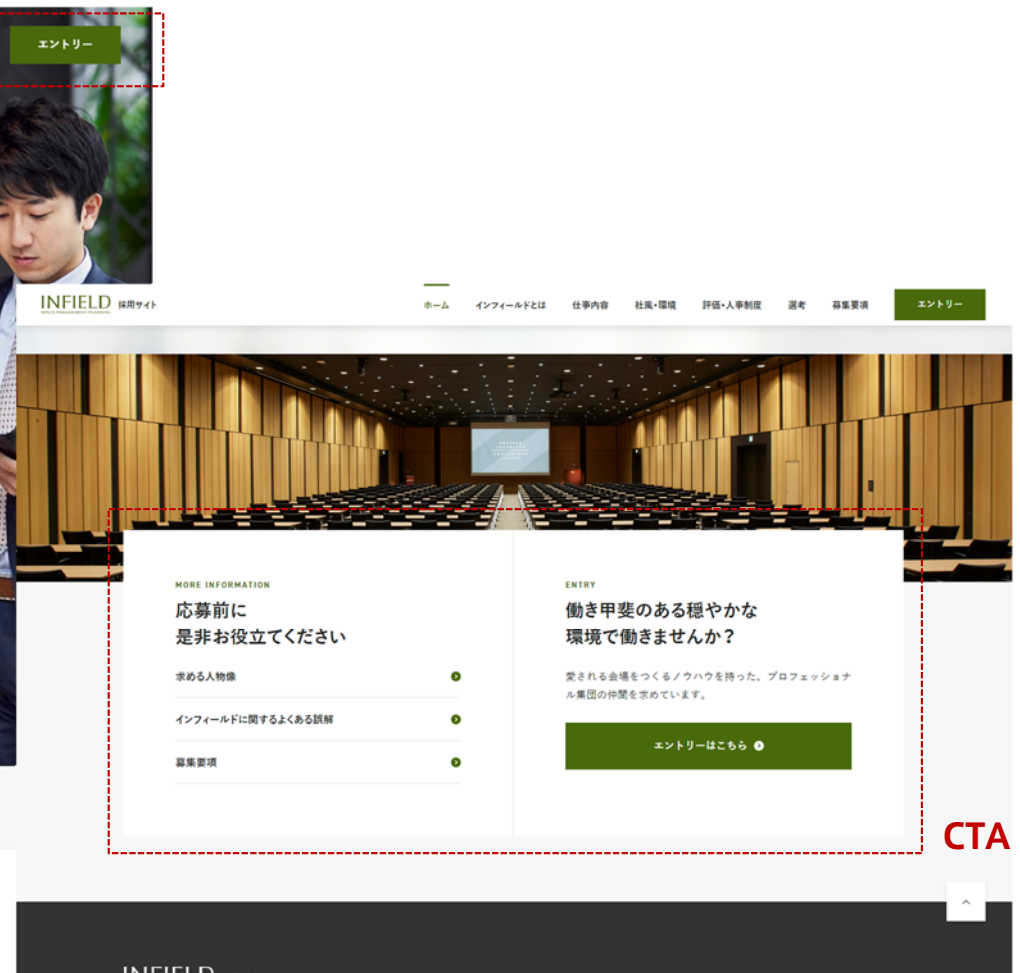 エントリー
INFIELD 採用サイト
ホーム インフィールドとは 仕事内容 社風・環境 評価・人事制度 選考 募集要項 エントリー
MORE INFORMATION
応募前に
是非お役立てください
求める人物像
インフィールドに関するよくある誤解
募集要項
ENTRY
働き甲斐のある穏やかな
環境で働きませんか？
愛される会場をつくるノウハウを持った、プロフェッショナ
ル集団の仲間を求めています。
エントリーはこちら
CTA
INFIELD